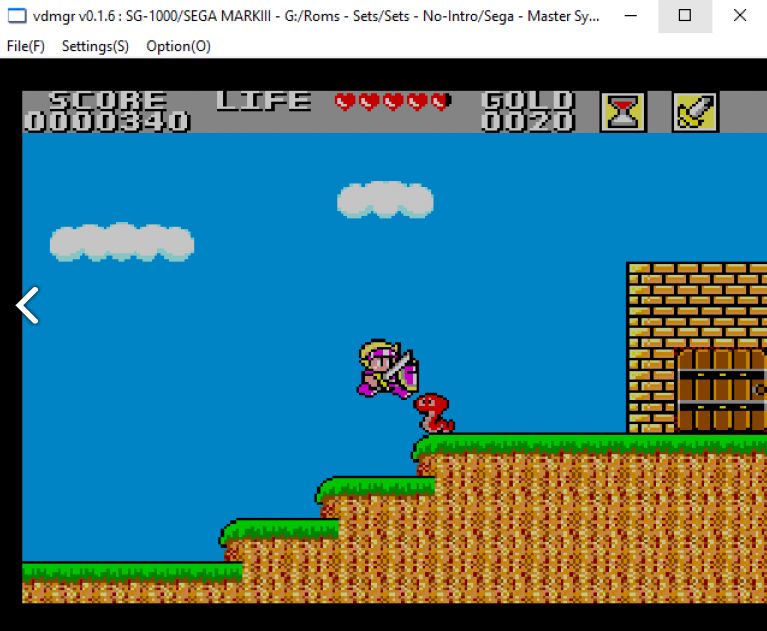 vdmgr v0.1.6 : SG-1000/SEGA MARKIII - G:/Roms - Sets/Sets - No-Intro/Sega - Master Sy...
File(F) Settings(S) Option(O)
SCORE LIFE GOLD
0000340 0020